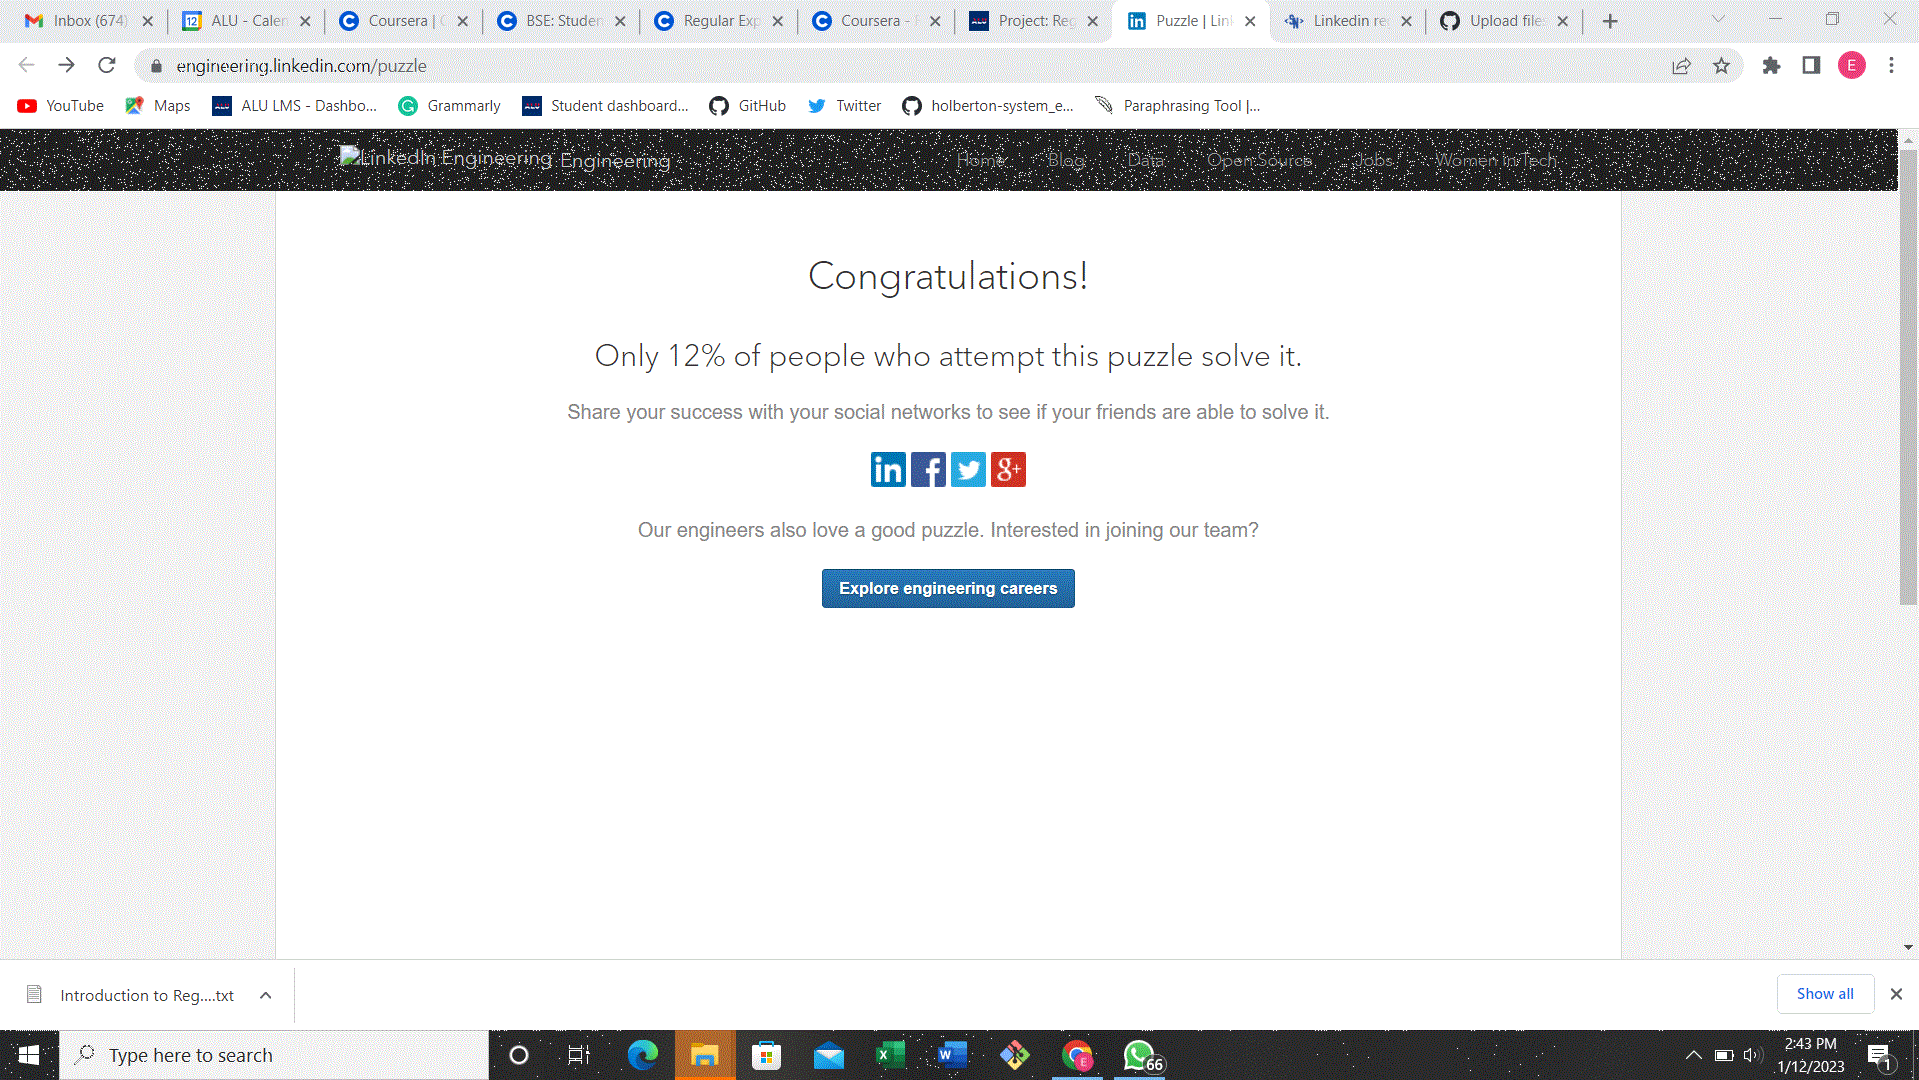 Inbox (674)
ALU - Calen
Coursera |
BSE: Studen
Regular Exp
Coursera -
Project: Reg
Puzzle | Link
Linkedin re
Upload files
engineering.linkedin.com/puzzle
E
YouTube
Maps
ALU LMS - Dashbo...
Grammarly
Student dashboard...
GitHub
Twitter
holberton-system_e...
Paraphrasing Tool |...
LinkedIn Engineering Engineering
Home
Blog
Data
Open Source
Jobs
Women In Tech
Congratulations!
Only 12% of people who attempt this puzzle solve it.
Share your success with your social networks to see if your friends are able to solve it.
Our engineers also love a good puzzle. Interested in joining our team?
Explore engineering careers
Introduction to Reg....txt
Show all
Type here to search
66
2:43 PM
1/12/2023
1